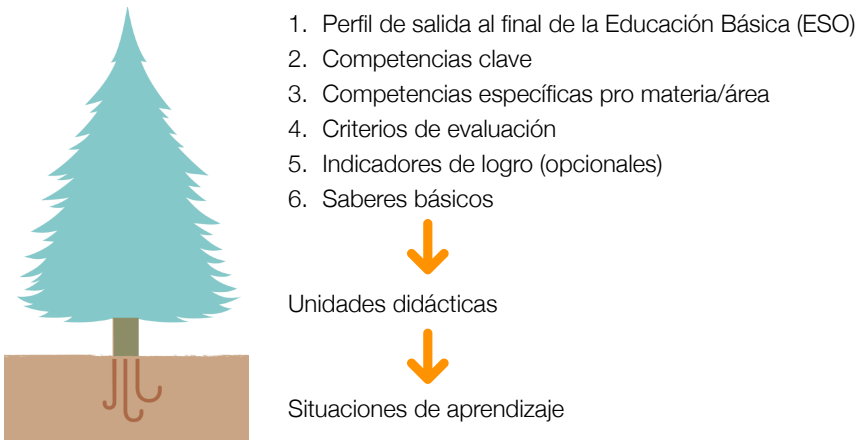 1. Perfil de salida al final de la Educación Básica (ESO)
2. Competencias clave
3. Competencias específicas pro materia/área
4. Criterios de evaluación
5. Indicadores de logro (opcionales)
6. Saberes básicos
Unidades didácticas
Situaciones de aprendizaje